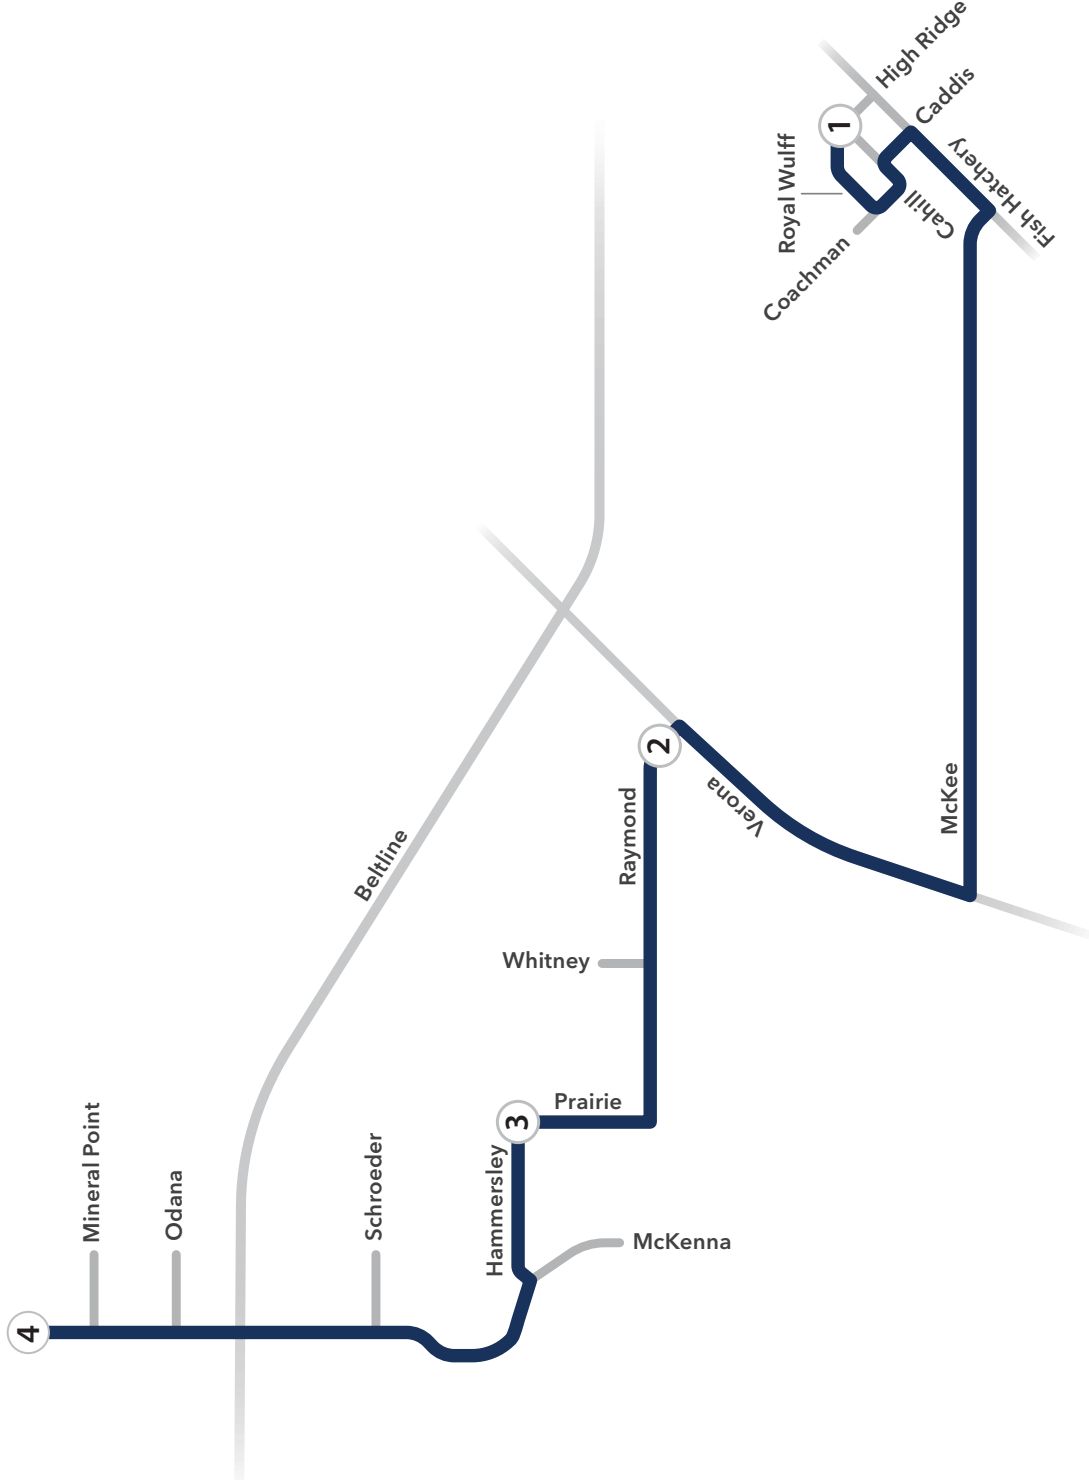 High Ridge
Caddis
1
Royal Wulff
Fish Hatchery
Cahill
Coachman
2
Verona
McKee
Raymond
Beltline
Whitney
Prairie
3
Hammersley
McKenna
Schroeder
Odana
Mineral Point
4